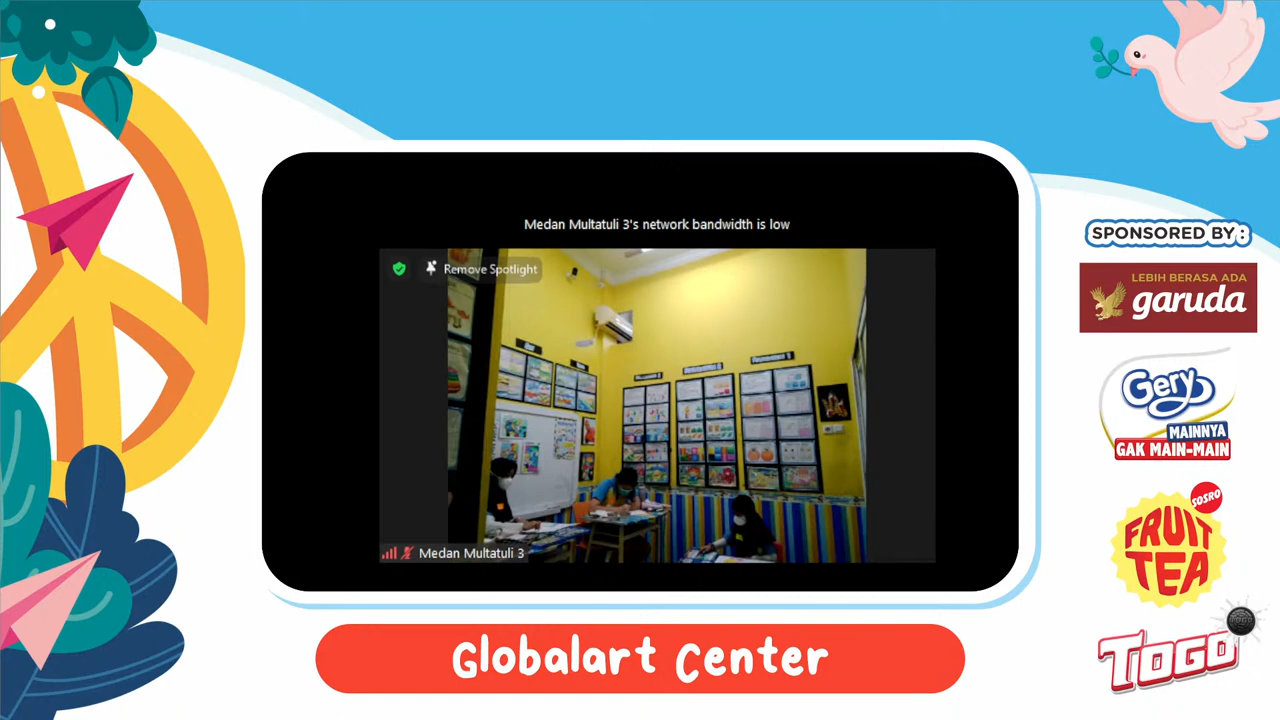 Medan Multatuli 3's network bandwidth is low
Remove Spotlight
Medan Multatuli 3
Globalart Center
SPONSORED BY :
LEBIH BERASA ADA
garuda
Gery
MAINNYA
GAK MAIN-MAIN
SOSRO
FRUIT
TEA
TOGO